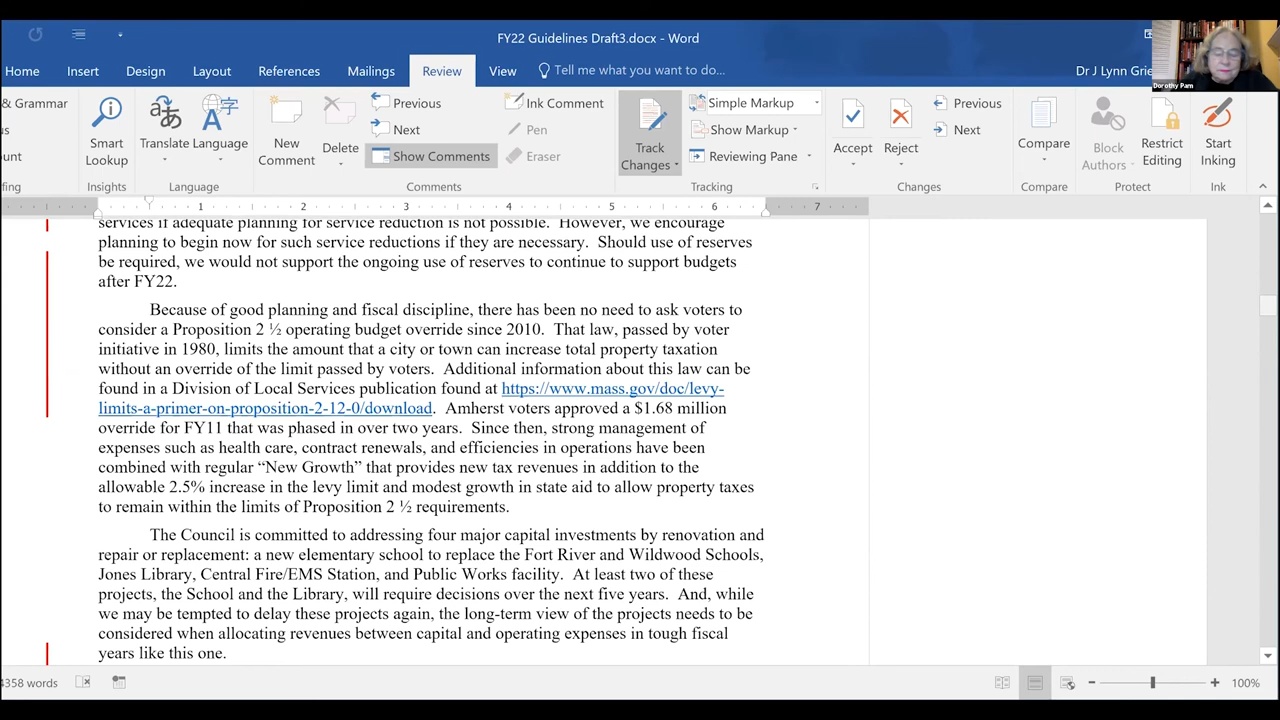 FY22 Guidelines Draft3.docx - Word
Home Insert Design Layout References Mailings Review View Tell me what you want to do... Dr J Lynn Grie
Dorothy Pam
& Grammar Previous Ink Comment Simple Markup Previous
Next Pen Show Markup Next
Smart Lookup Translate Language New Comment Delete Show Comments Eraser Track Changes Reviewing Pane Accept Reject Compare Block Authors Restrict Editing Start Inking
Insights Language Comments Tracking Changes Compare Protect Ink
1 2 3 4 5 6 7
services if adequate planning for service reduction is not possible. However, we encourage
planning to begin now for such service reductions if they are necessary. Should use of reserves
be required, we would not support the ongoing use of reserves to continue to support budgets
after FY22.
Because of good planning and fiscal discipline, there has been no need to ask voters to
consider a Proposition 2 ½ operating budget override since 2010. That law, passed by voter
initiative in 1980, limits the amount that a city or town can increase total property taxation
without an override of the limit passed by voters. Additional information about this law can be
found in a Division of Local Services publication found at https://www.mass.gov/doc/levy-
limits-a-primer-on-proposition-2-12-0/download. Amherst voters approved a $1.68 million
override for FY11 that was phased in over two years. Since then, strong management of
expenses such as health care, contract renewals, and efficiencies in operations have been
combined with regular “New Growth” that provides new tax revenues in addition to the
allowable 2.5% increase in the levy limit and modest growth in state aid to allow property taxes
to remain within the limits of Proposition 2 ½ requirements.
The Council is committed to addressing four major capital investments by renovation and
repair or replacement: a new elementary school to replace the Fort River and Wildwood Schools,
Jones Library, Central Fire/EMS Station, and Public Works facility. At least two of these
projects, the School and the Library, will require decisions over the next five years. And, while
we may be tempted to delay these projects again, the long-term view of the projects needs to be
considered when allocating revenues between capital and operating expenses in tough fiscal
years like this one.
4358 words 100%